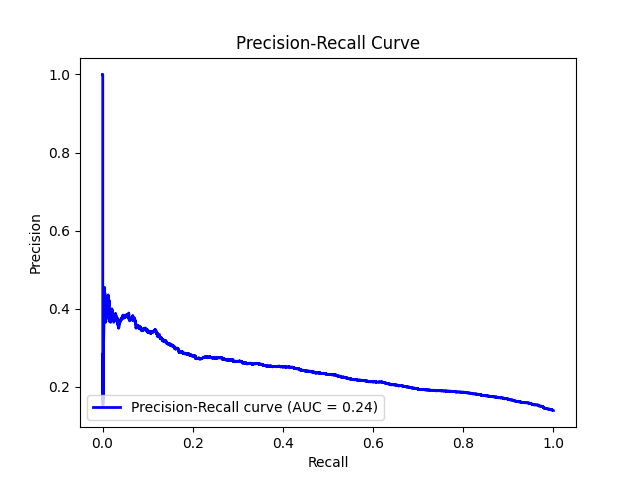 Precision-Recall Curve
1.0
0.8
0.6
0.4
0.2
Precision
Precision-Recall curve (AUC = 0.24)
0.0 0.2 0.4 0.6 0.8 1.0
Recall